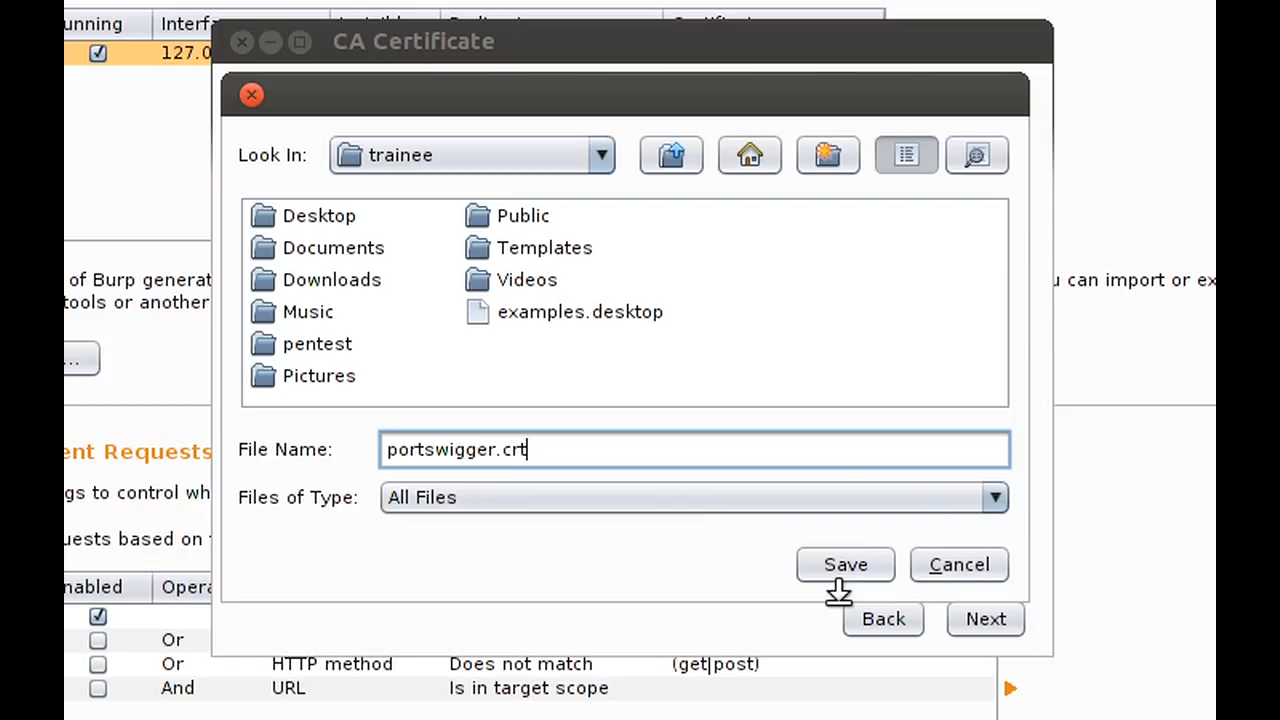 unning Interf
CA Certificate
127.0
Look In: trainee
Desktop Public
Documents Templates
Downloads Videos
Music examples.desktop
pentest
Pictures
of Burp generat
u can import or ex
tools or another
...
File Name: portswigger.crt
ent Requests
Files of Type: All Files
gs to control wh
uests based on
Save Cancel
nabled Opera
Back Next
Or
Or HTTP method Does not match (get|post)
And URL Is in target scope